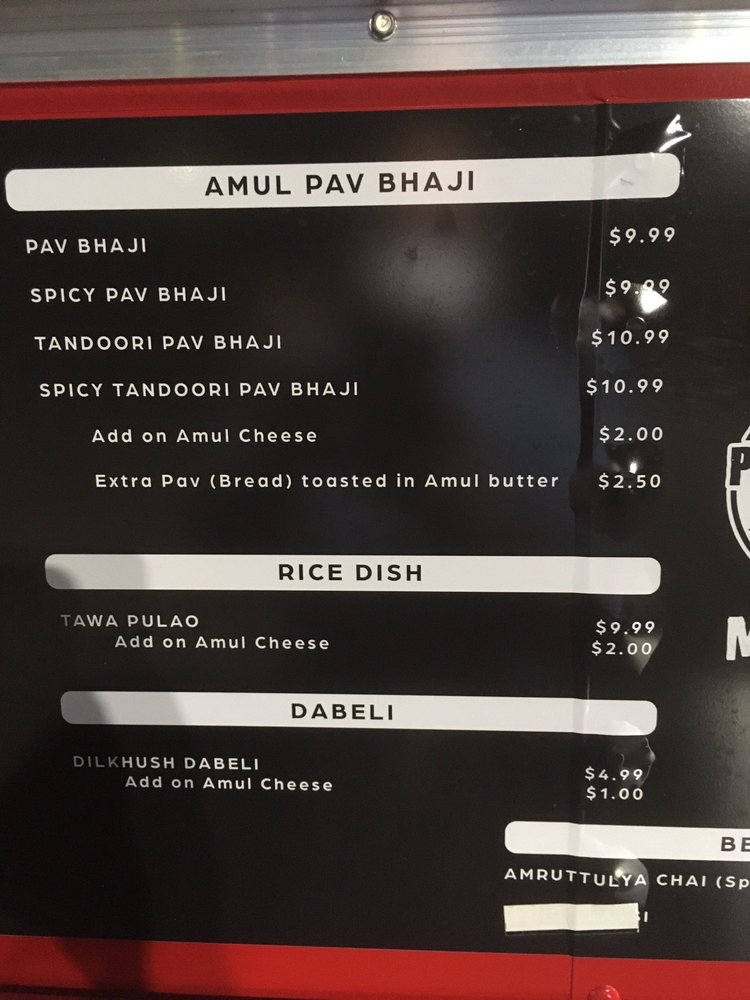 AMUL PAV BHAJI
PAV BHAJI $9.99
SPICY PAV BHAJI $9.99
TANDOORI PAV BHAJI $10.99
SPICY TANDOORI PAV BHAJI $10.99
Add on Amul Cheese $2.00
Extra Pav (Bread) toasted in Amul butter $2.50
RICE DISH
TAWA PULAO $9.99
Add on Amul Cheese $2.00
DABELI
DILKHUSH DABELI $4.99
Add on Amul Cheese $1.00
AMRUTTULYA CHAI